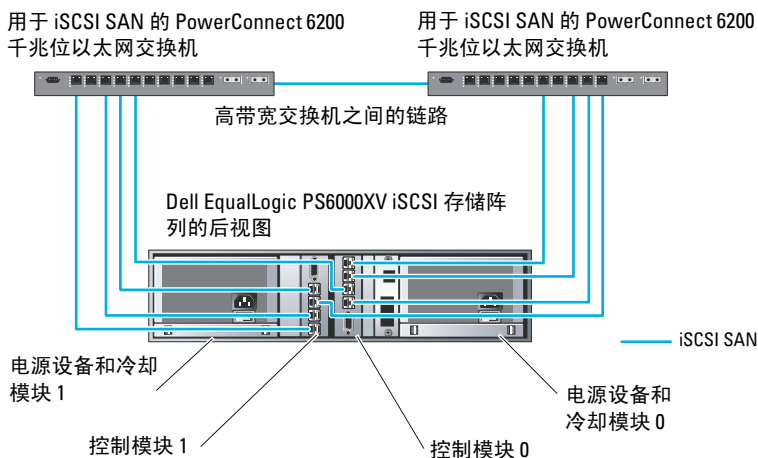 用于 iSCSI SAN 的 PowerConnect 6200
千兆位以太网交换机
用于 iSCSI SAN 的 PowerConnect 6200
千兆位以太网交换机
高带宽交换机之间的链路
Dell EqualLogic PS6000XV iSCSI 存储阵
列的后视图
iSCSI SAN
电源设备和冷却
模块 1
电源设备和
冷却模块 0
控制模块 1
控制模块 0